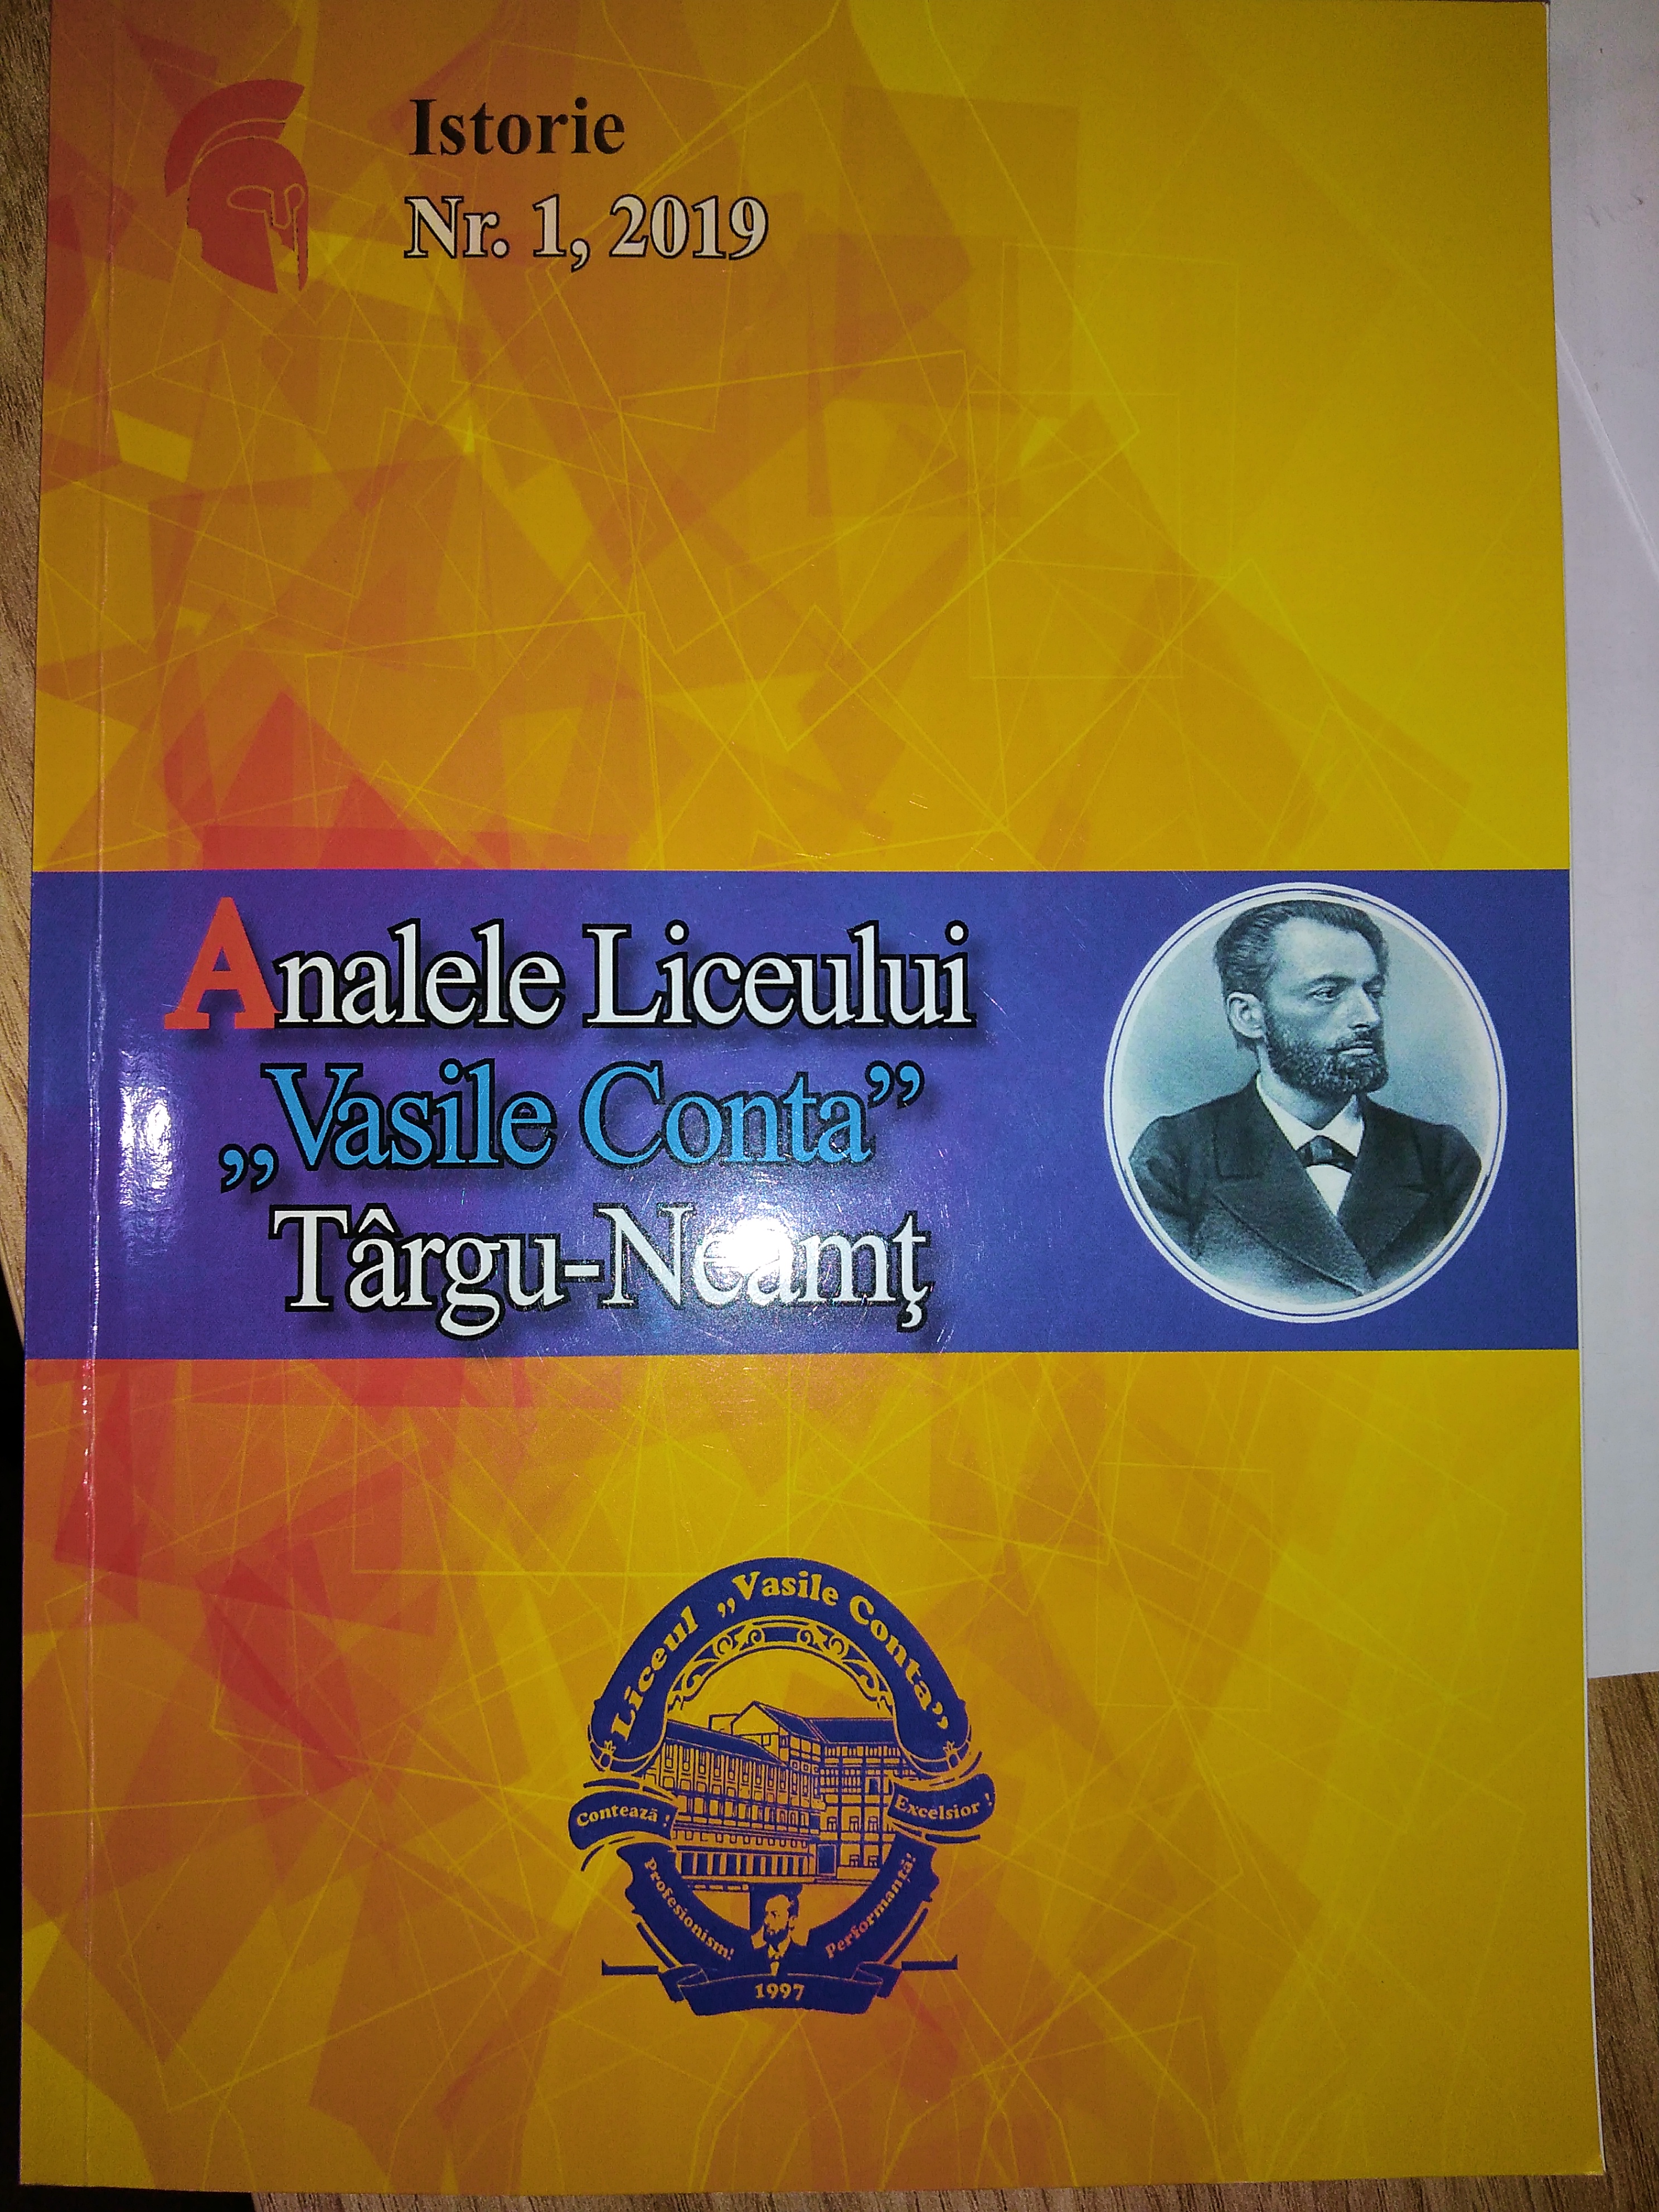 Istorie
Nr. 1, 2019
Analele Liceului
„Vasile Conta”
Târgu-Neamţ
Liceul „Vasile Conta”
Contează !
Excelsior !
Profesionism!
Performanţă!
1997